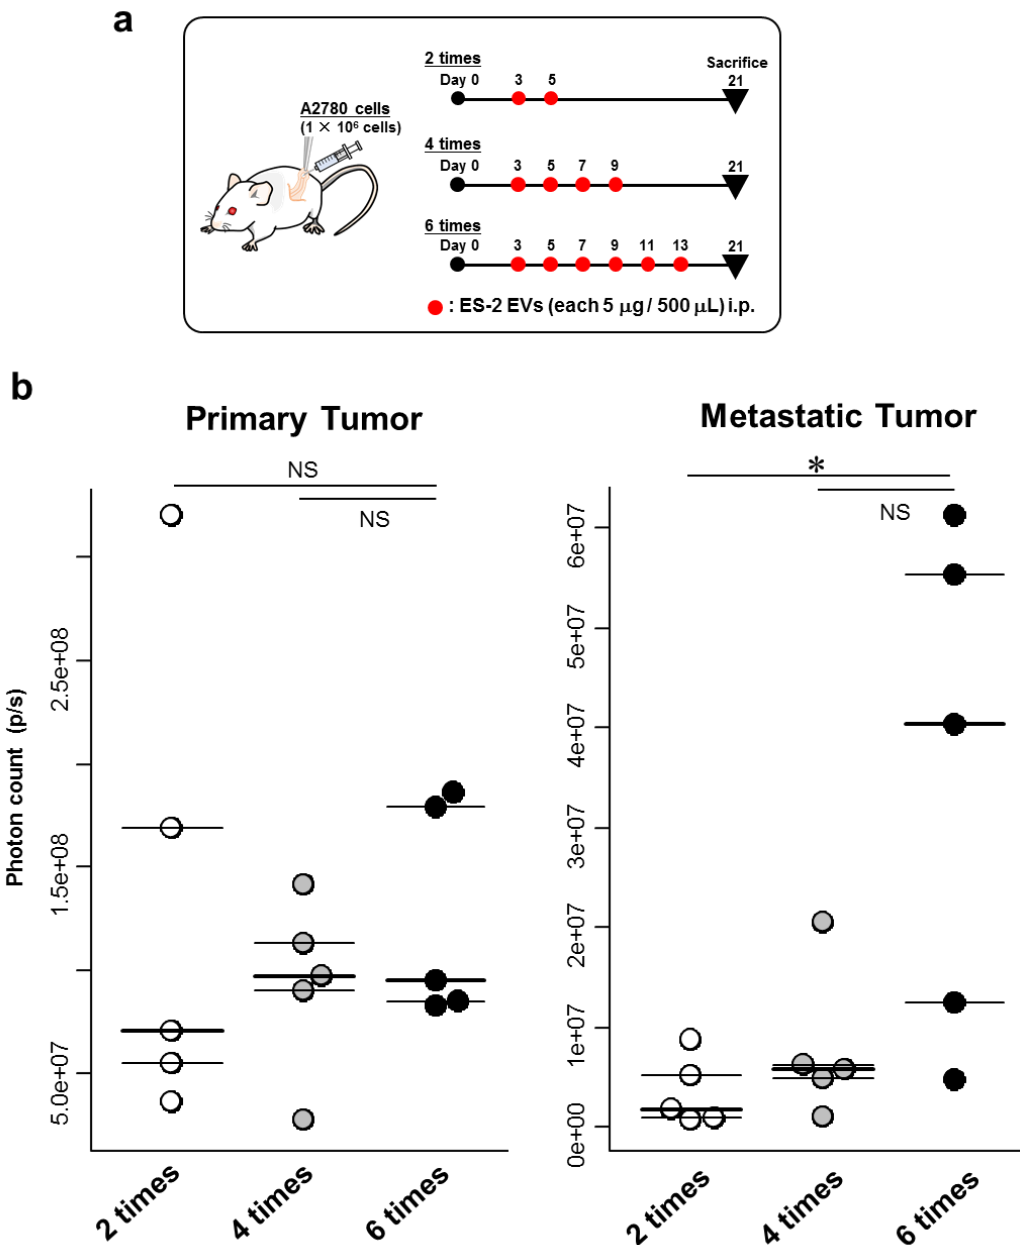 a
2 times
Day 0 3 5 Sacrifice 21
A2780 cells
(1 × 10⁶ cells)
4 times
Day 0 3 5 7 9 21
6 times
Day 0 3 5 7 9 11 13 21
: ES-2 EVs (each 5 μg / 500 μL) i.p.
b
Primary Tumor
NS
NS
Photon count (p/s)
2.5e+08
1.5e+08
5.0e+07
2 times
4 times
6 times
Metastatic Tumor
*
NS
6e+07
5e+07
4e+07
3e+07
2e+07
1e+07
0e+00
2 times
4 times
6 times